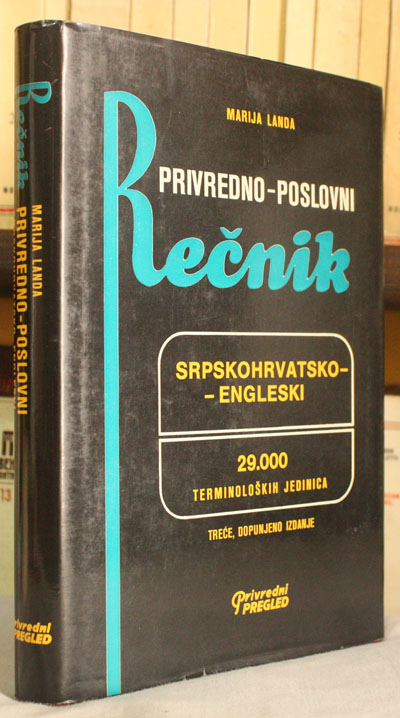 MARIJA LANDA
PRIVREDNO-POSLOVNI
Rečnik
SRPSKOHRVATSKO-
-ENGLESKI
29.000
TERMINOLOŠKIH JEDINICA
TREĆE, DOPUNJENO IZDANJE
Privredni
PREGLED
Rečnik
MARIJA LANDA
PRIVREDNO-POSLOVNI
Privredni
PREGLED